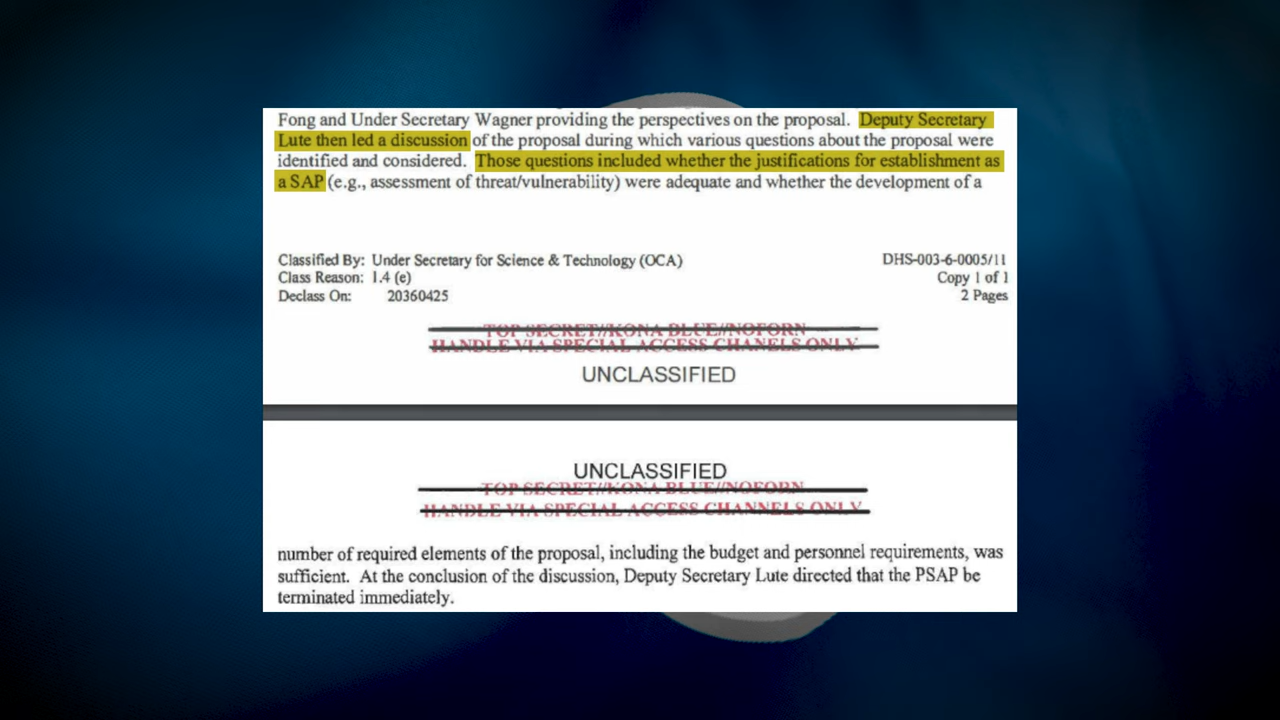 Fong and Under Secretary Wagner providing the perspectives on the proposal. Deputy Secretary
Lute then led a discussion of the proposal during which various questions about the proposal were
identified and considered. Those questions included whether the justifications for establishment as
a SAP (e.g., assessment of threat/vulnerability) were adequate and whether the development of a
Classified By: Under Secretary for Science & Technology (OCA)
DHS-003-6-0005/11
Class Reason: 1.4 (e)
Copy 1 of 1
Declass On: 20360425
2 Pages
TOP SECRET//KONA BLUE//NOFORN
HANDLE VIA SPECIAL ACCESS CHANELS ONLY
UNCLASSIFIED
UNCLASSIFIED
TOP SECRET//KONA BLUE//NOFORN
HANDLE VIA SPECIAL ACCESS CHANNELS ONLY
number of required elements of the proposal, including the budget and personnel requirements, was
sufficient. At the conclusion of the discussion, Deputy Secretary Lute directed that the PSAP be
terminated immediately.